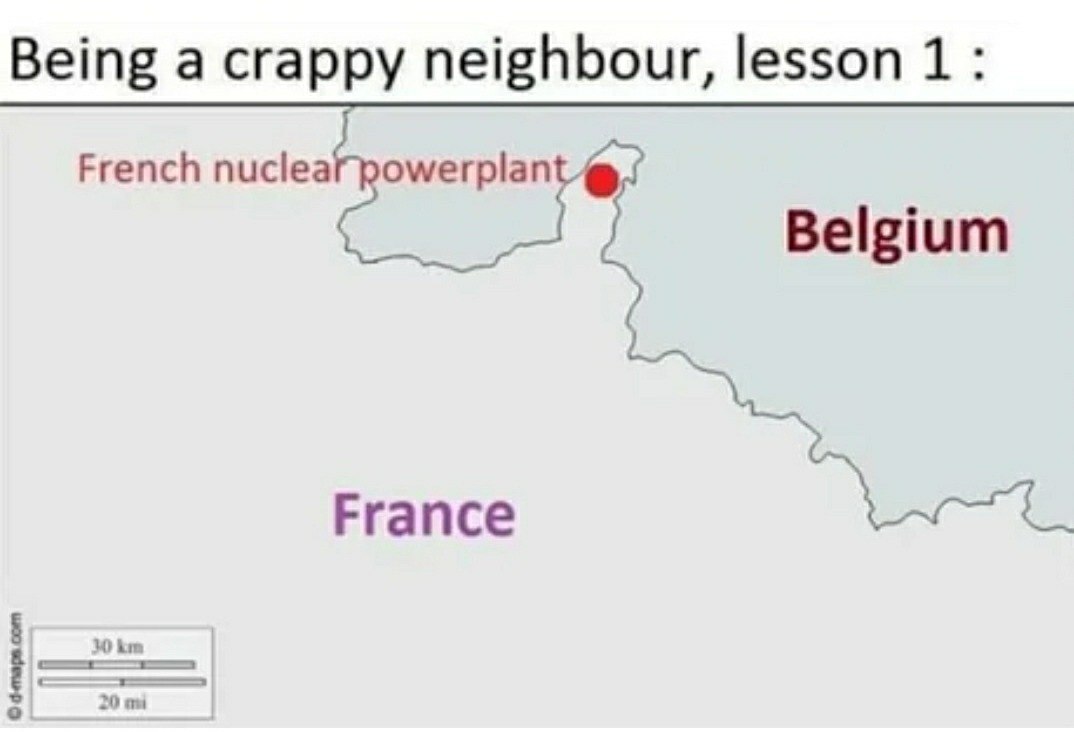 Being a crappy neighbour, lesson 1 :
French nuclear powerplant
Belgium
France
30 km
20 mi
© d-maps.com